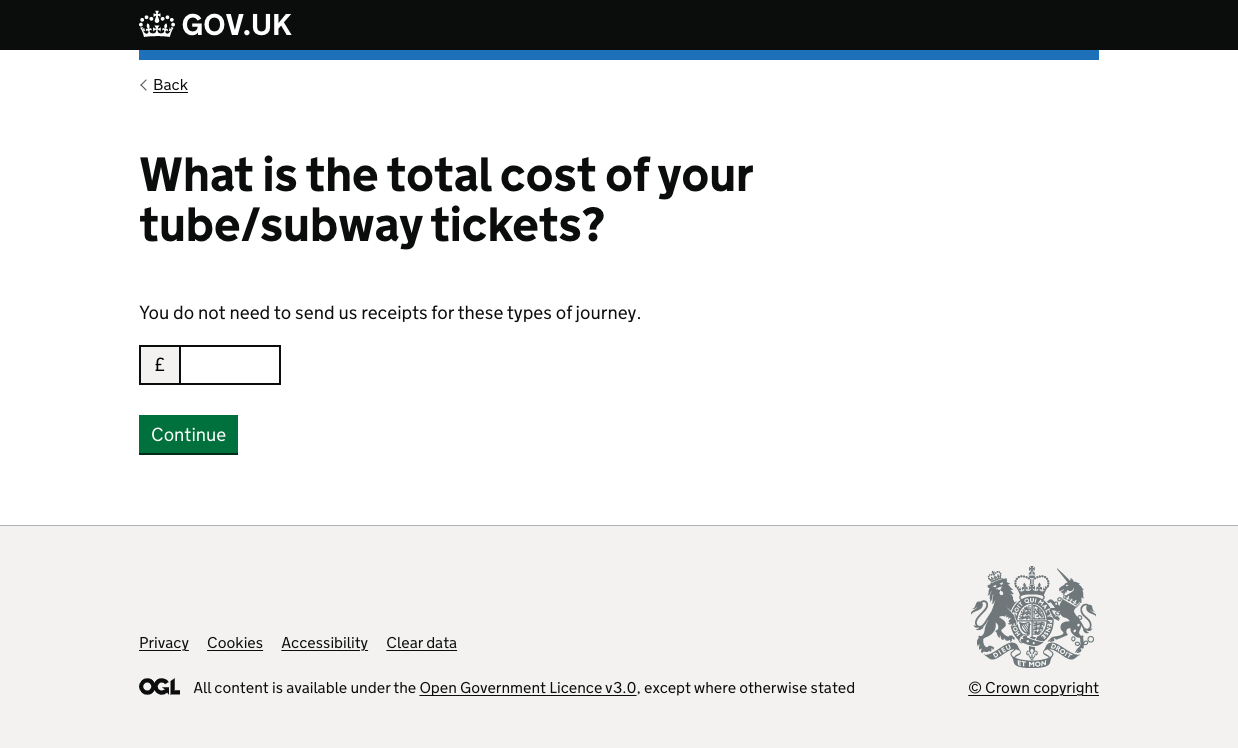 GOV.UK
Back
What is the total cost of your
tube/subway tickets?
You do not need to send us receipts for these types of journey.
£
Continue
Privacy Cookies Accessibility Clear data
OGL All content is available under the Open Government Licence v3.0, except where otherwise stated
DIEU ET MON DROIT
© Crown copyright